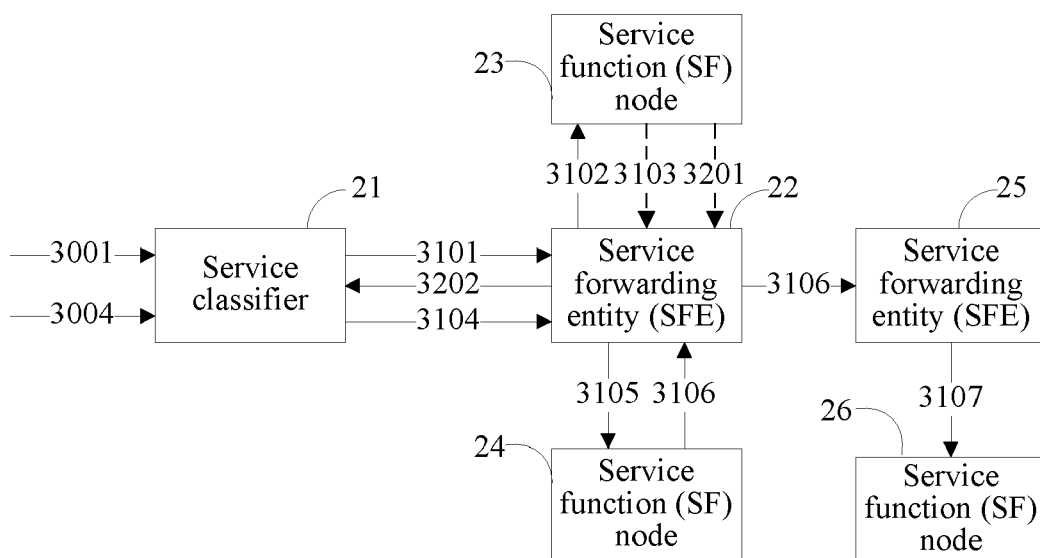 Service
function (SF)
node
23
3102
3103
3201
21
22
25
3001
3004
Service
classifier
3101
3202
3104
Service
forwarding
entity (SFE)
3106
Service
forwarding
entity (SFE)
3105
3106
3107
24
26
Service
function (SF)
node
Service
function (SF)
node